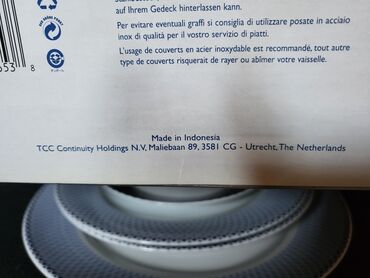 auf Ihrem Gedeck hinterlassen kann.
Per evitare eventuali graffi si consiglia di utilizzare posate in acciaio
inox di qualità per il vostro servizio di piatti.
L'usage de couverts en acier inoxydable est recommandé, tout autre
type de couverts risquerait de rayer ou abîmer votre vaisselle.
8
Made in Indonesia
TCC Continuity Holdings N.V, Maliebaan 89, 3581 CG - Utrecht, The Netherlands